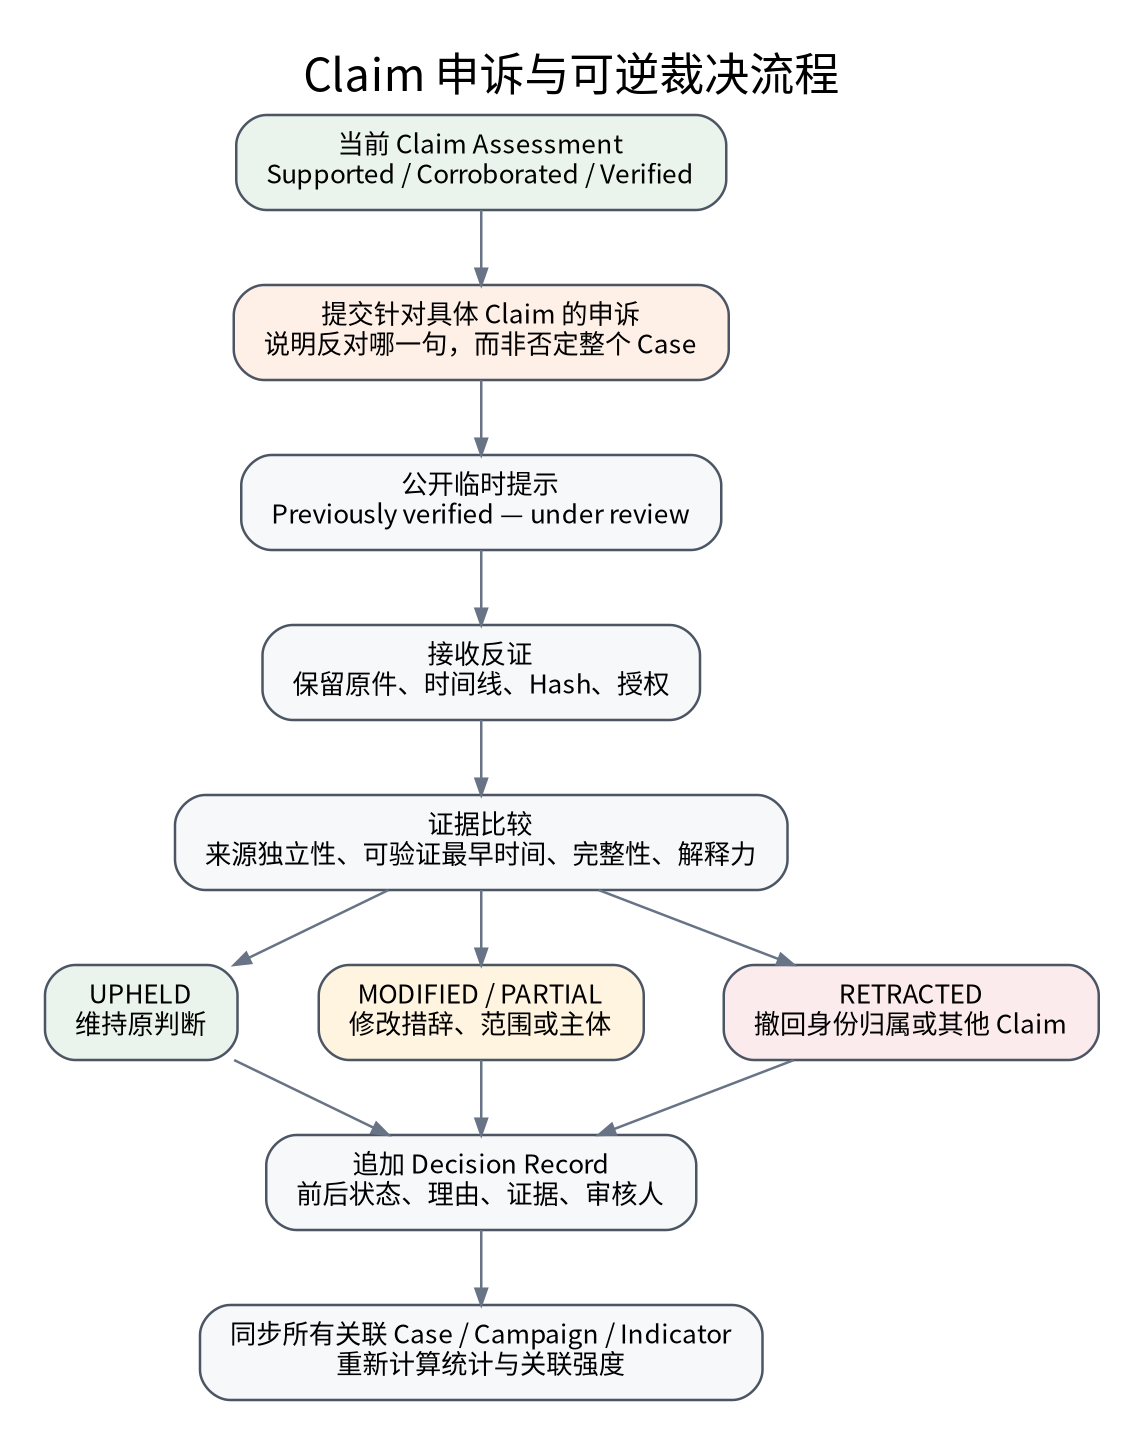 Claim 申诉与可逆裁决流程
当前 Claim Assessment
Supported / Corroborated / Verified
提交针对具体 Claim 的申诉
说明反对哪一句，而非否定整个 Case
公开临时提示
Previously verified — under review
接收反证
保留原件、时间线、Hash、授权
证据比较
来源独立性、可验证最早时间、完整性、解释力
UPHELD
维持原判断
MODIFIED / PARTIAL
修改措辞、范围或主体
RETRACTED
撤回身份归属或其他 Claim
追加 Decision Record
前后状态、理由、证据、审核人
同步所有关联 Case / Campaign / Indicator
重新计算统计与关联强度